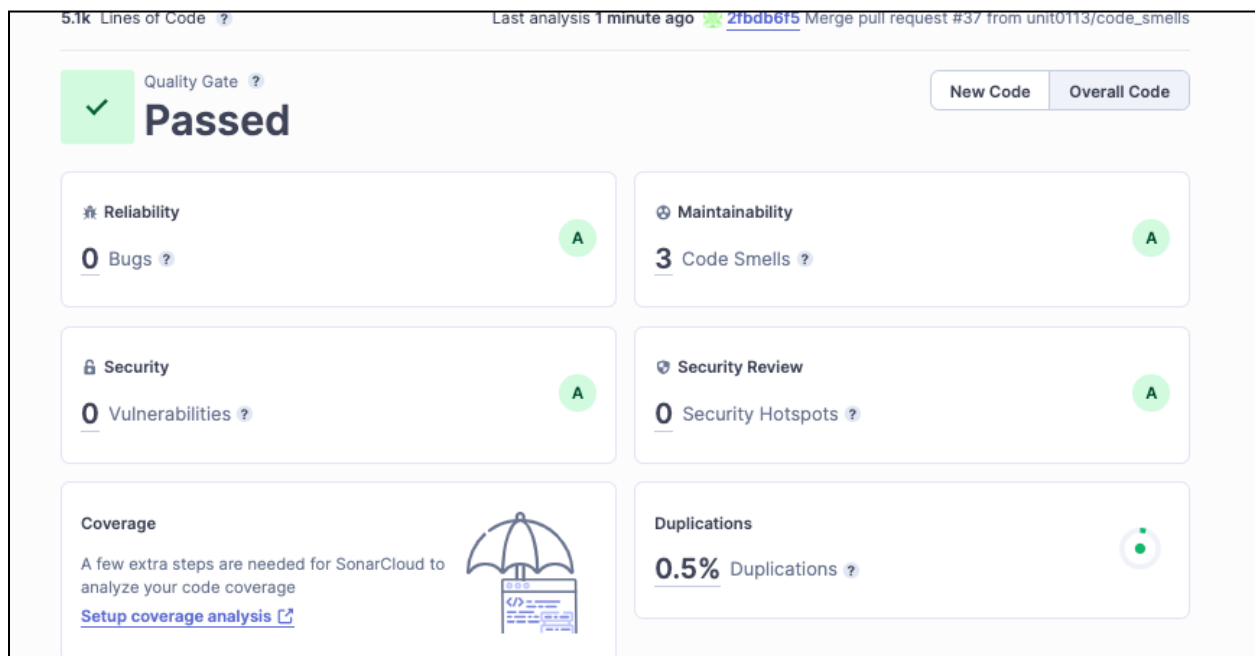 5.1k Lines of Code ?
Last analysis 1 minute ago 2fbdb6f5 Merge pull request #37 from unit0113/code_smells
Quality Gate ?
Passed
New Code Overall Code
Reliability
0 Bugs ?
A
Maintainability
3 Code Smells ?
A
Security
0 Vulnerabilities ?
A
Security Review
0 Security Hotspots ?
A
Coverage
A few extra steps are needed for SonarCloud to
analyze your code coverage
Setup coverage analysis
</>
Duplications
0.5% Duplications ?